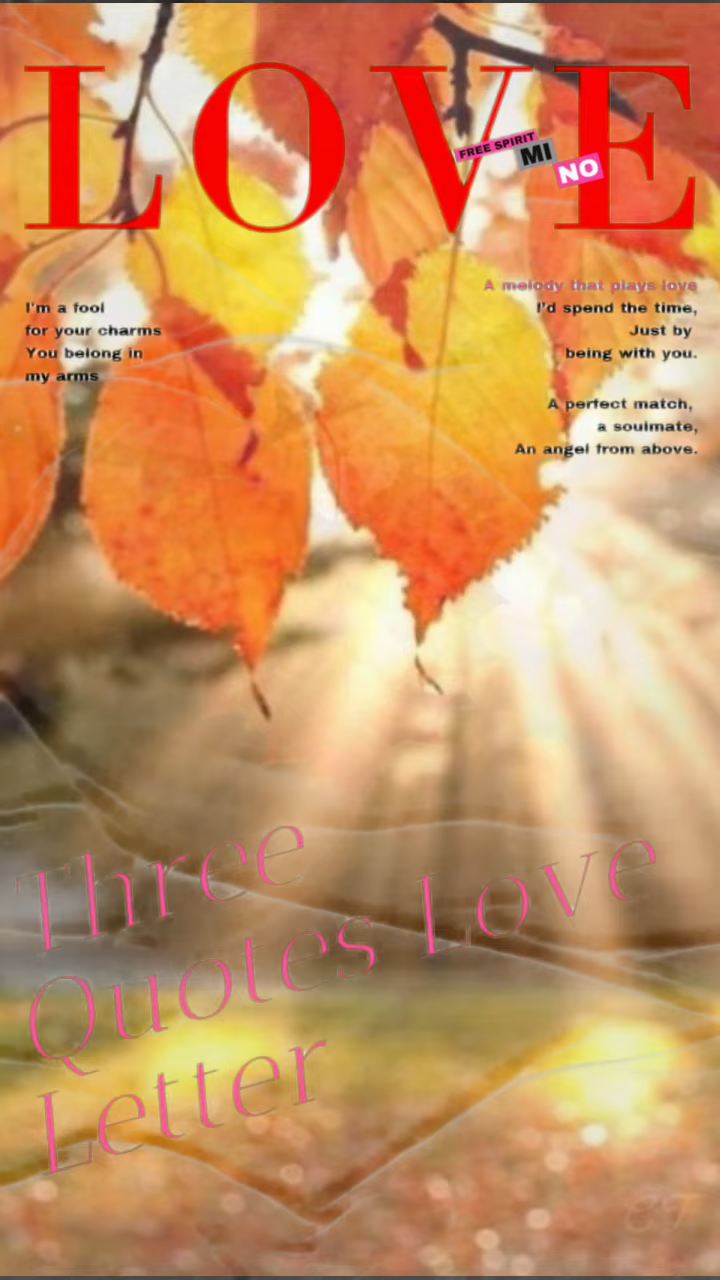 LOVE
FREE SPIRIT
MI
NO
I'm a fool
for your charms
You belong in
my arms
A melody that plays love
I'd spend the time,
Just by
being with you.
A perfect match,
a soulmate,
An angel from above.
Three
Quotes Love
Letter